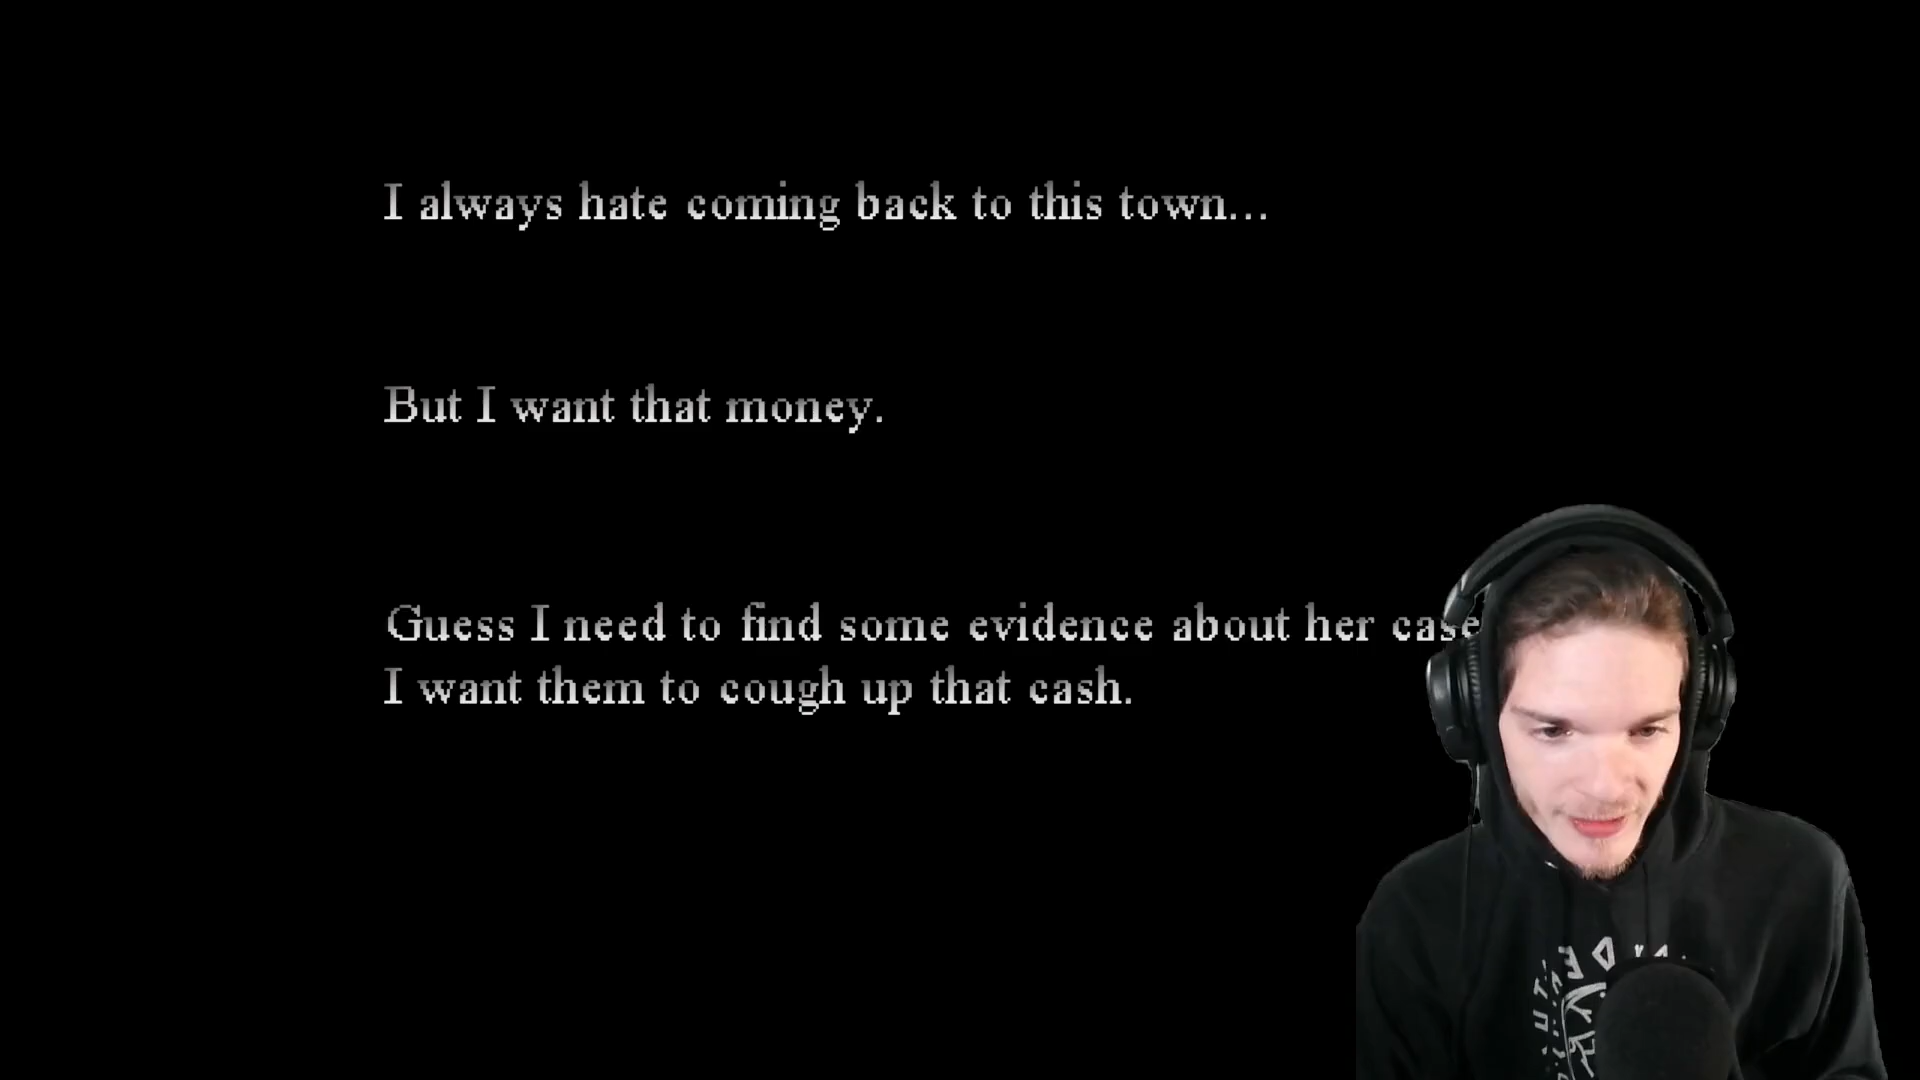 I always hate coming back to this town...
But I want that money.
Guess I need to find some evidence about her case
I want them to cough up that cash.